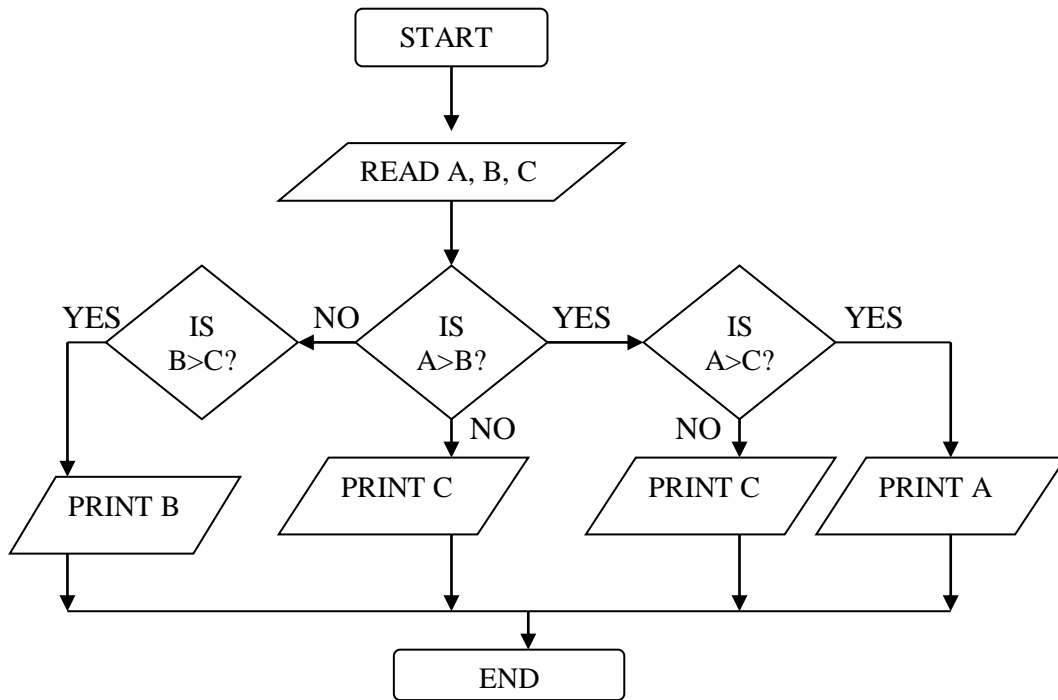 START
READ A, B, C
YES
IS
B>C?
NO
IS
A>B?
YES
IS
A>C?
YES
NO
NO
PRINT B
PRINT C
PRINT C
PRINT A
END